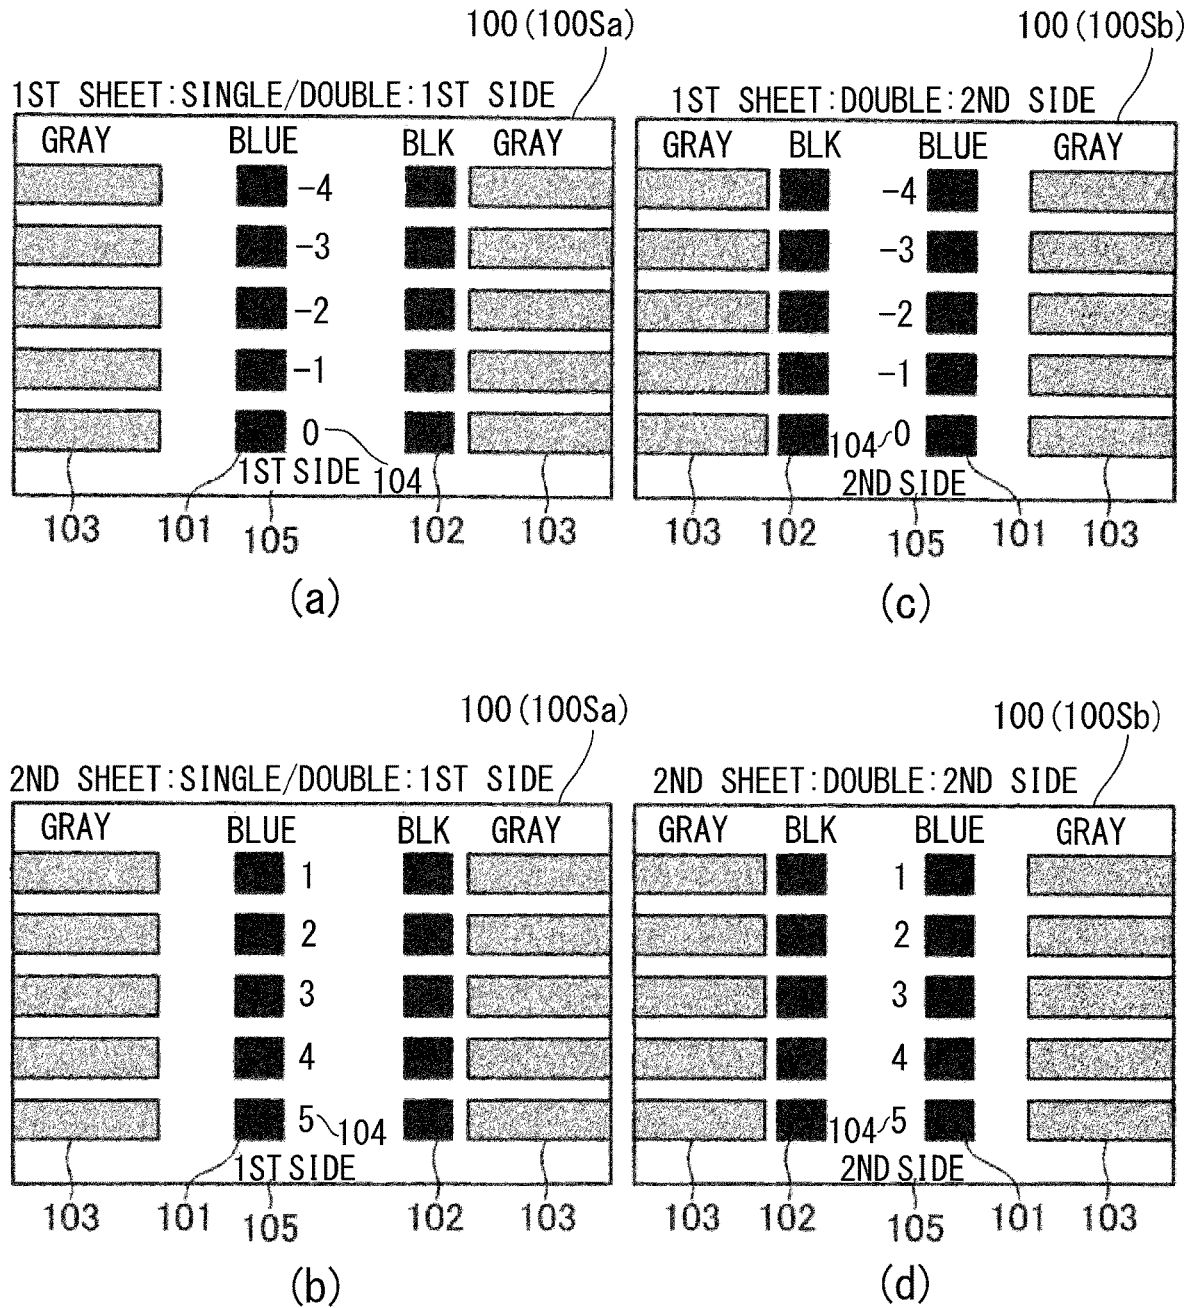 100(100Sa)
1ST SHEET:SINGLE/DOUBLE:1ST SIDE
GRAY BLUE BLK GRAY
-4
-3
-2
-1
0
104
1ST SIDE
103 101 105 102 103
(a)
100(100Sb)
1ST SHEET:DOUBLE:2ND SIDE
GRAY BLK BLUE GRAY
-4
-3
-2
-1
104 0
2ND SIDE
103 102 105 101 103
(c)
100(100Sa)
2ND SHEET:SINGLE/DOUBLE:1ST SIDE
GRAY BLUE BLK GRAY
1
2
3
4
5 104
1ST SIDE
103 101 105 102 103
(b)
100(100Sb)
2ND SHEET:DOUBLE:2ND SIDE
GRAY BLK BLUE GRAY
1
2
3
4
104 5
2ND SIDE
103 102 105 101 103
(d)